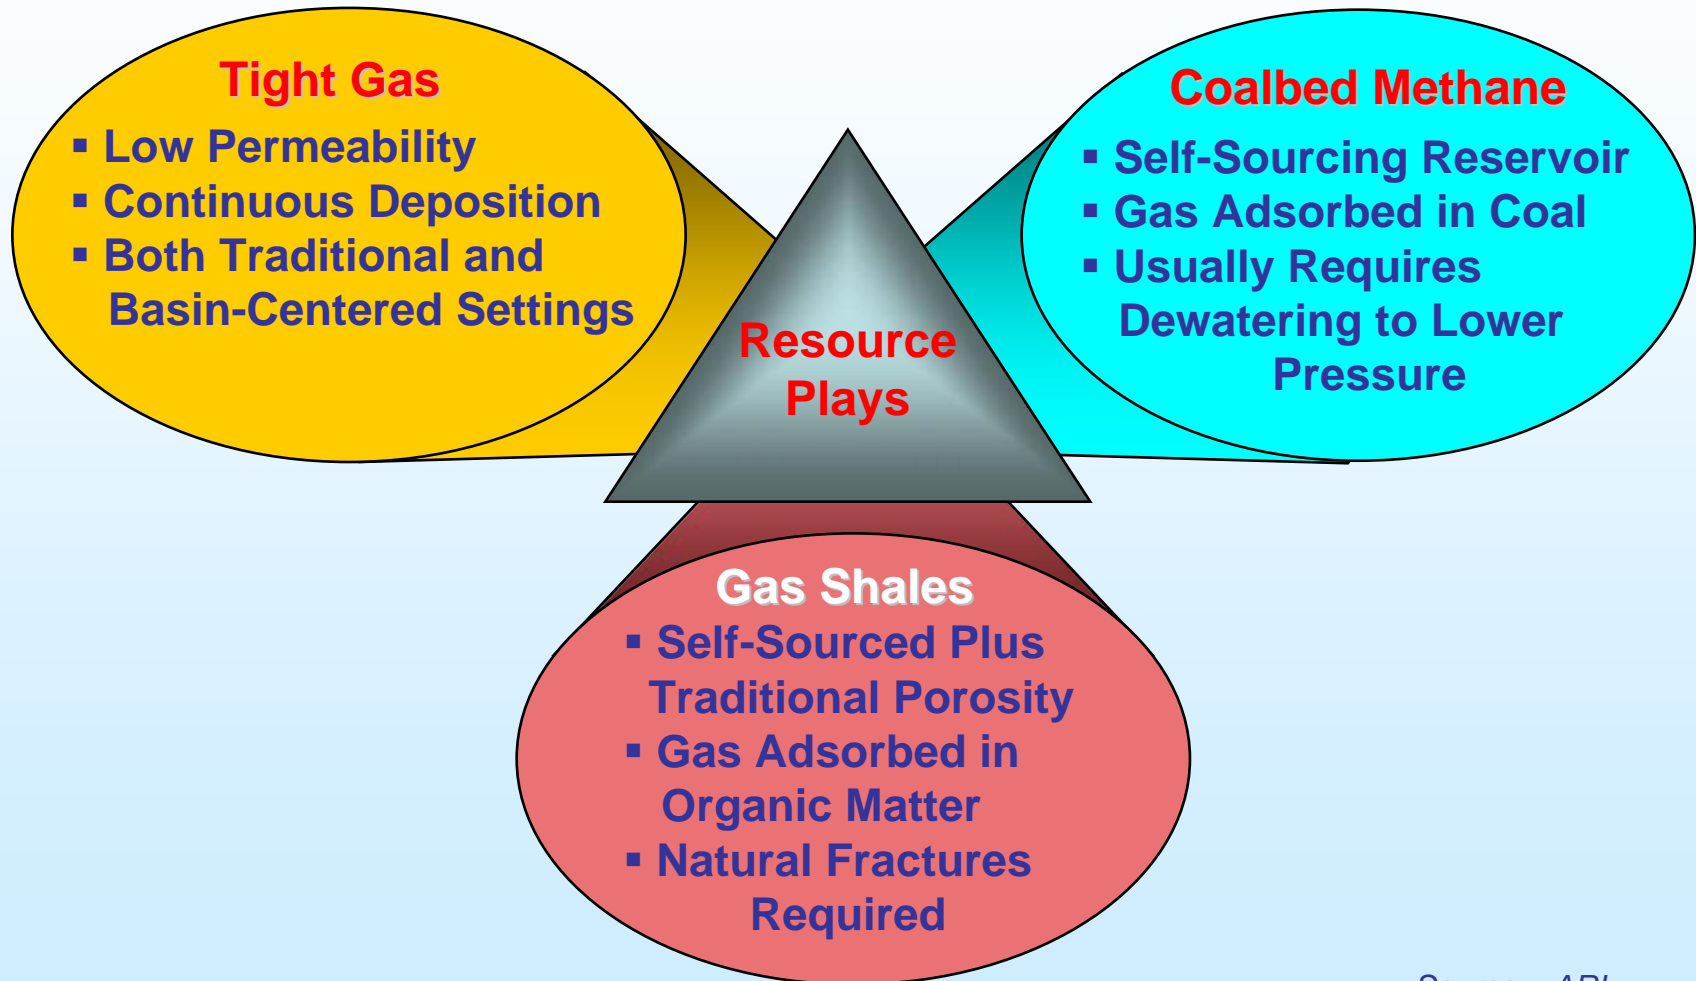 Tight Gas
▪ Low Permeability
▪ Continuous Deposition
▪ Both Traditional and
Basin-Centered Settings
Coalbed Methane
▪ Self-Sourcing Reservoir
▪ Gas Adsorbed in Coal
▪ Usually Requires
Dewatering to Lower
Pressure
Resource
Plays
Gas Shales
▪ Self-Sourced Plus
Traditional Porosity
▪ Gas Adsorbed in
Organic Matter
▪ Natural Fractures
Required